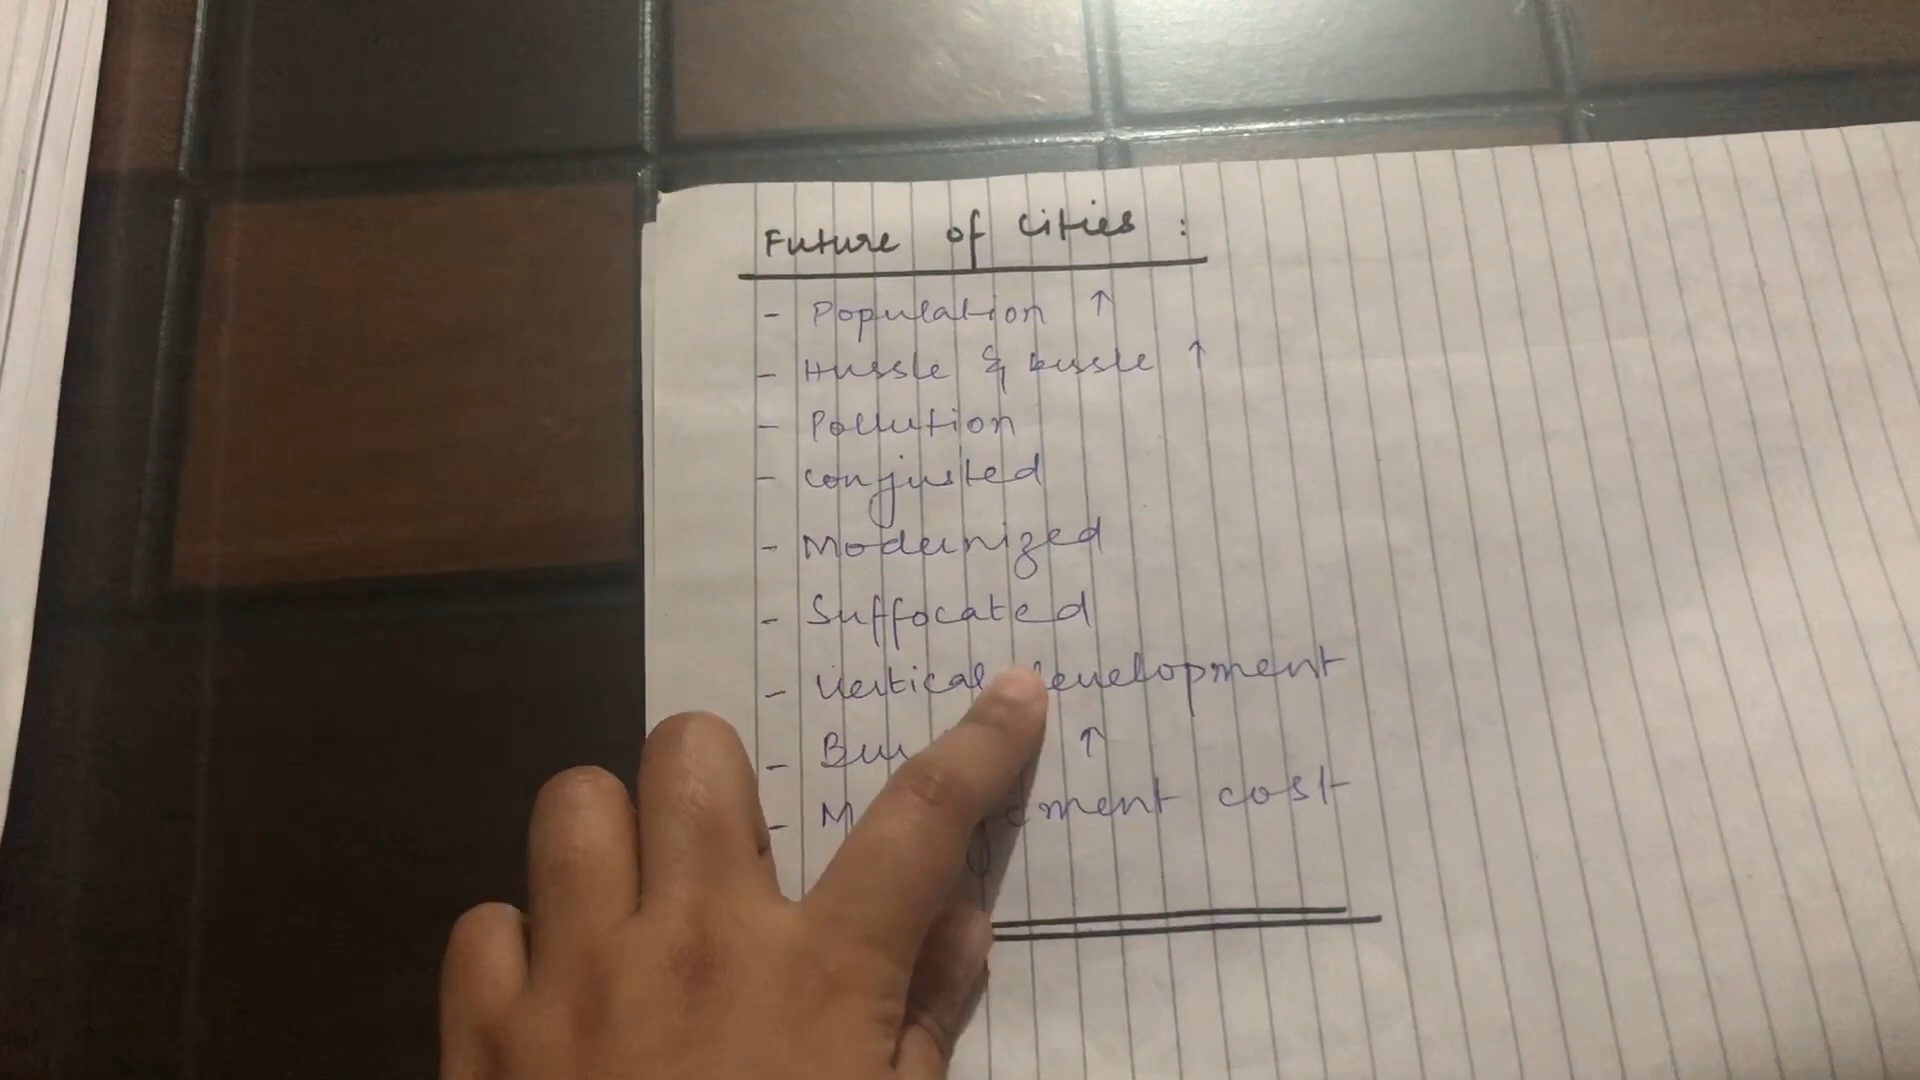 Future of cities :
- Population ↑
- Hussle & bussle ↑
- Pollution
- conjusted
- Modernized
- Suffocated
- Vertical development
- ↑
- cost